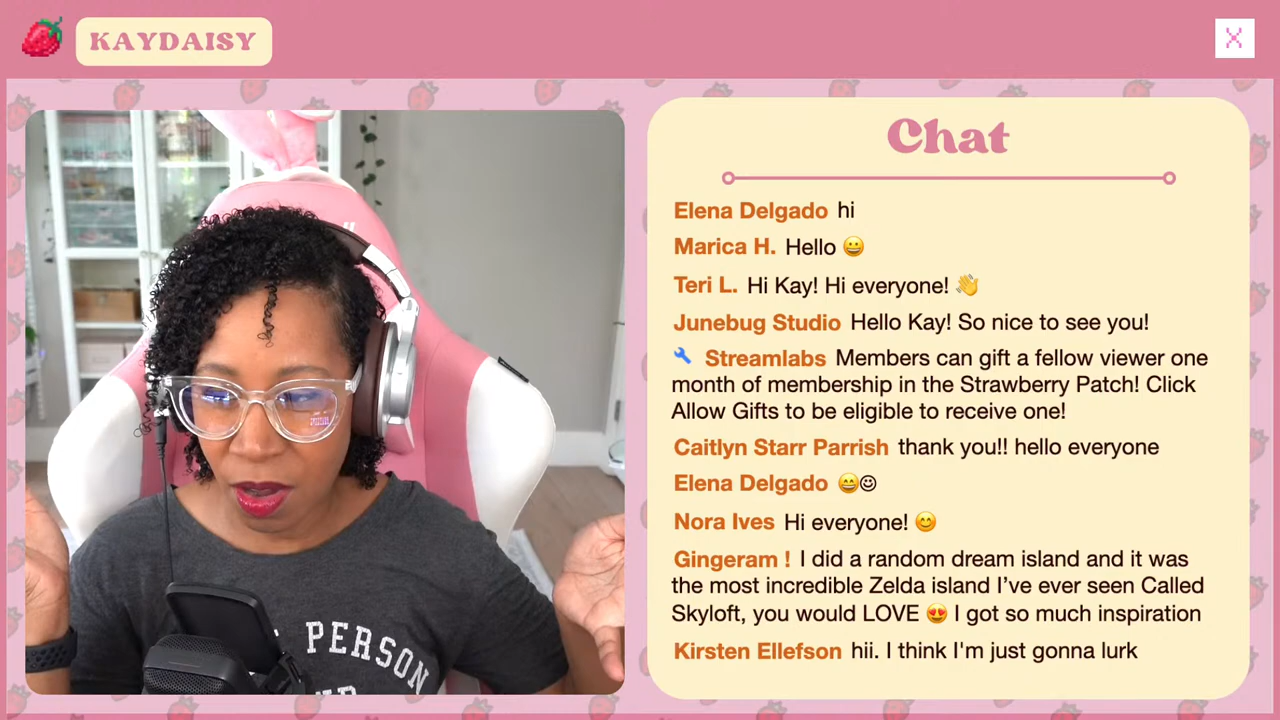 KAYDAISY
Chat
Elena Delgado hi
Marica H. Hello 😀
Teri L. Hi Kay! Hi everyone! 👋
Junebug Studio Hello Kay! So nice to see you!
Streamlabs Members can gift a fellow viewer one
month of membership in the Strawberry Patch! Click
Allow Gifts to be eligible to receive one!
Caitlyn Starr Parrish thank you!! hello everyone
Elena Delgado 😄☺
Nora Ives Hi everyone! 😊
Gingeram ! I did a random dream island and it was
the most incredible Zelda island I've ever seen Called
Skyloft, you would LOVE 😍 I got so much inspiration
Kirsten Ellefson hii. I think I'm just gonna lurk
PERSON